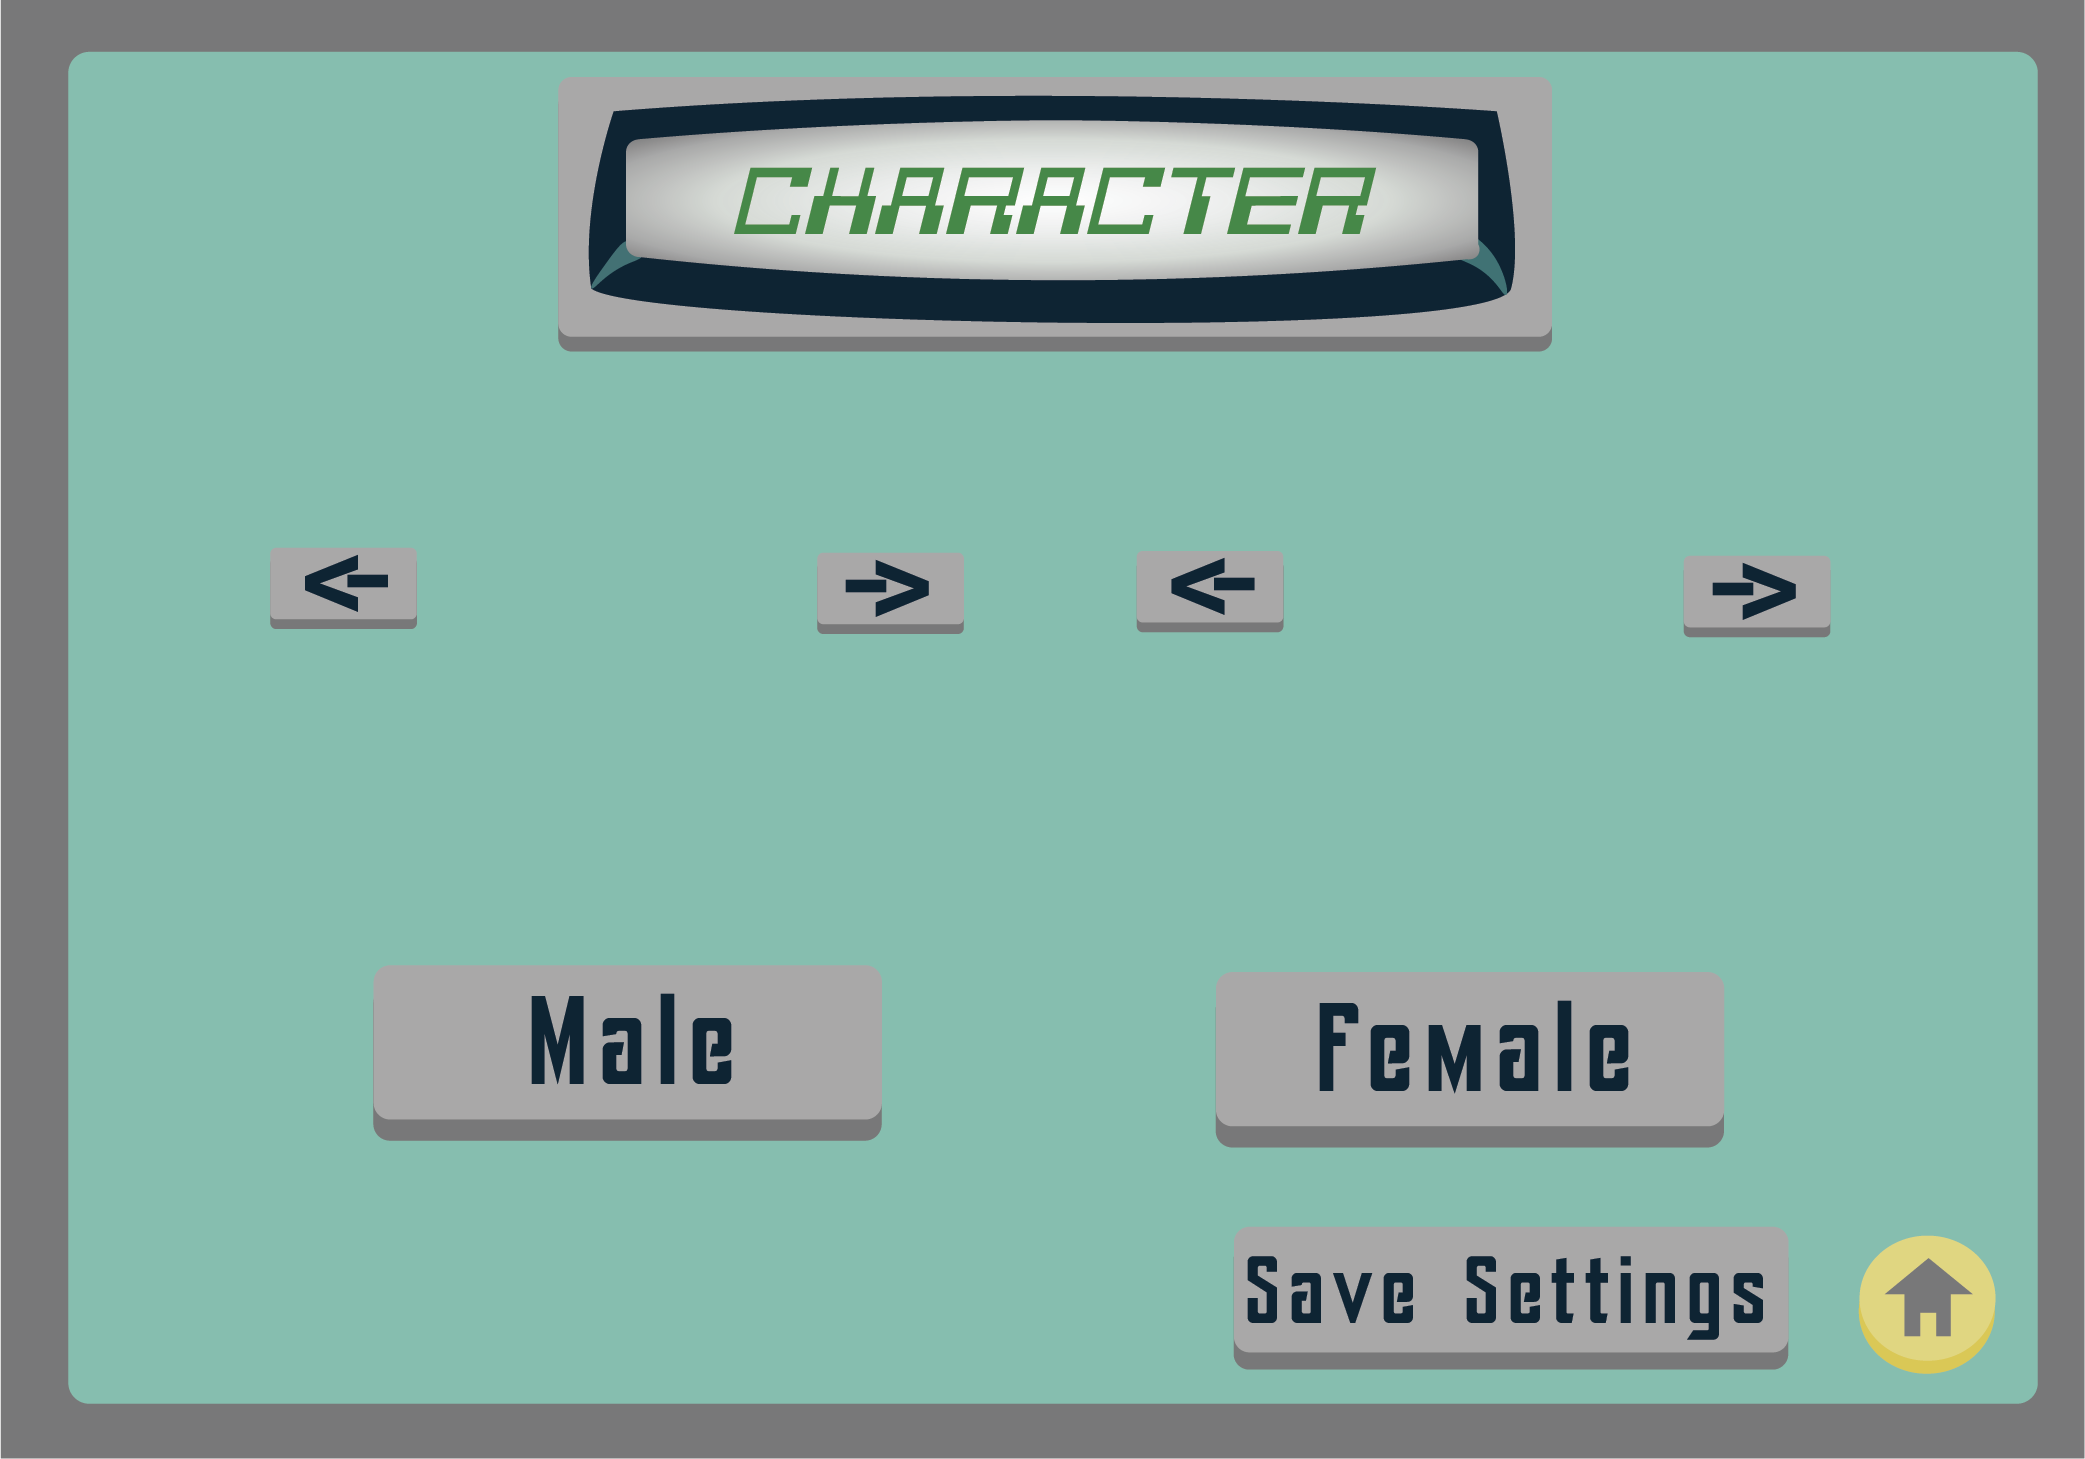 CHARACTER
<- -> <- ->
Male Female
Save Settings